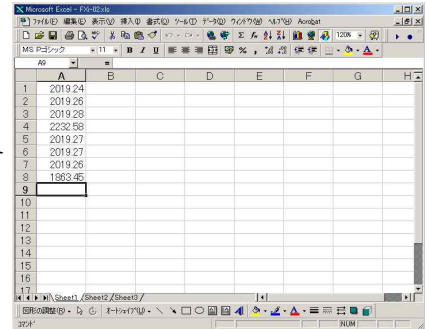 Microsoft Excel - FXi-02.xls
ファイル(F) 編集(E) 表示(V) 挿入(I) 書式(O) ツール(T) データ(D) ウィンドウ(W) ヘルプ(H) Acrobat
120%
MS Pゴシック 11 B I U % ,
A9 =
A B C D E F G H
1 2019.24
2 2019.26
3 2019.28
4 2232.58
5 2019.27
6 2019.27
7 2019.26
8 1863.45
9
10
11
12
13
14
15
16
17
Sheet1 Sheet2 Sheet3
図形の調整(R) オートシェイプ(U)
コマンド NUM